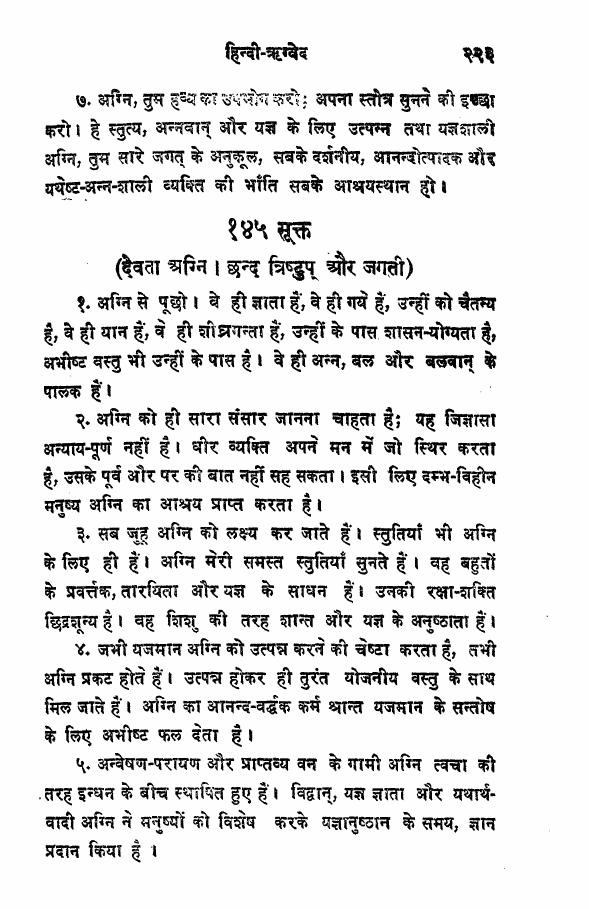 हिन्दी-ऋग्वेद २२३
७. अग्नि, तुम हव्य का उपभोग करो; अपना स्तोत्र सुनने की इच्छा
करो। हे स्तुत्य, अन्नवान् और यज्ञ के लिए उत्पन्न तथा यज्ञशाली
अग्नि, तुम सारे जगत् के अनुकूल, सबके दर्शनीय, आनन्दोत्पादक और
यथेष्ट-अन्न-शाली व्यक्ति की भाँति सबके आश्रयस्थान हो।
१४५ सूक्त
(देवता अग्नि। छन्द त्रिष्टुप् और जगती)
१. अग्नि से पूछो। वे ही ज्ञाता हैं, वे ही गये हैं, उन्हीं को चैतन्य
है, वे ही यान हैं, वे ही शीघ्रगन्ता हैं, उन्हीं के पास शासन-योग्यता है,
अभीष्ट वस्तु भी उन्हीं के पास है। वे ही अन्न, बल और बलवान् के
पालक हैं।
२. अग्नि को ही सारा संसार जानना चाहता है; यह जिज्ञासा
अन्याय-पूर्ण नहीं है। धीर व्यक्ति अपने मन में जो स्थिर करता
है, उसके पूर्व और पर की बात नहीं सह सकता। इसी लिए दम्भ-विहीन
मनुष्य अग्नि का आश्रय प्राप्त करता है।
३. सब जुहू अग्नि को लक्ष्य कर जाते हैं। स्तुतियाँ भी अग्नि
के लिए ही हैं। अग्नि मेरी समस्त स्तुतियाँ सुनते हैं। वह बहुतों
के प्रवर्त्तक, तारयिता और यज्ञ के साधन हैं। उनकी रक्षा-शक्ति
छिद्रशून्य है। वह शिशु की तरह शान्त और यज्ञ के अनुष्ठाता हैं।
४. जभी यजमान अग्नि को उत्पन्न करने की चेष्टा करता है, तभी
अग्नि प्रकट होते हैं। उत्पन्न होकर ही तुरंत योजनीय वस्तु के साथ
मिल जाते हैं। अग्नि का आनन्द-वर्द्धक कर्म श्रान्त यजमान के सन्तोष
के लिए अभीष्ट फल देता है।
५. अन्वेषण-परायण और प्राप्तव्य वन के गामी अग्नि त्वचा की
तरह इन्धन के बीच स्थापित हुए हैं। विद्वान्, यज्ञ ज्ञाता और यथार्थ-
वादी अग्नि ने मनुष्यों को विशेष करके यज्ञानुष्ठान के समय, ज्ञान
प्रदान किया है।